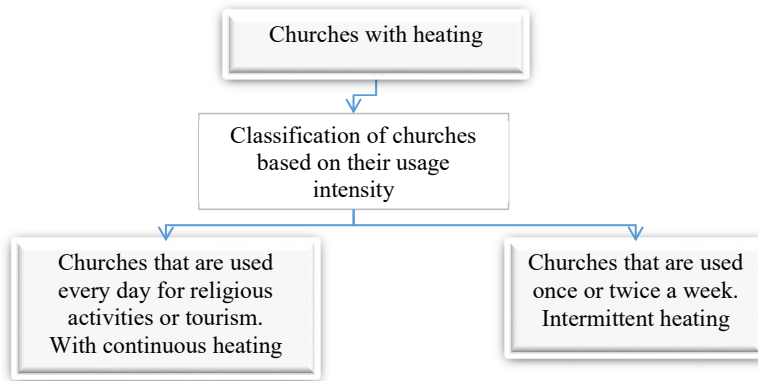 Churches with heating
Classification of churches
based on their usage
intensity
Churches that are used
every day for religious
activities or tourism.
With continuous heating
Churches that are used
once or twice a week.
Intermittent heating